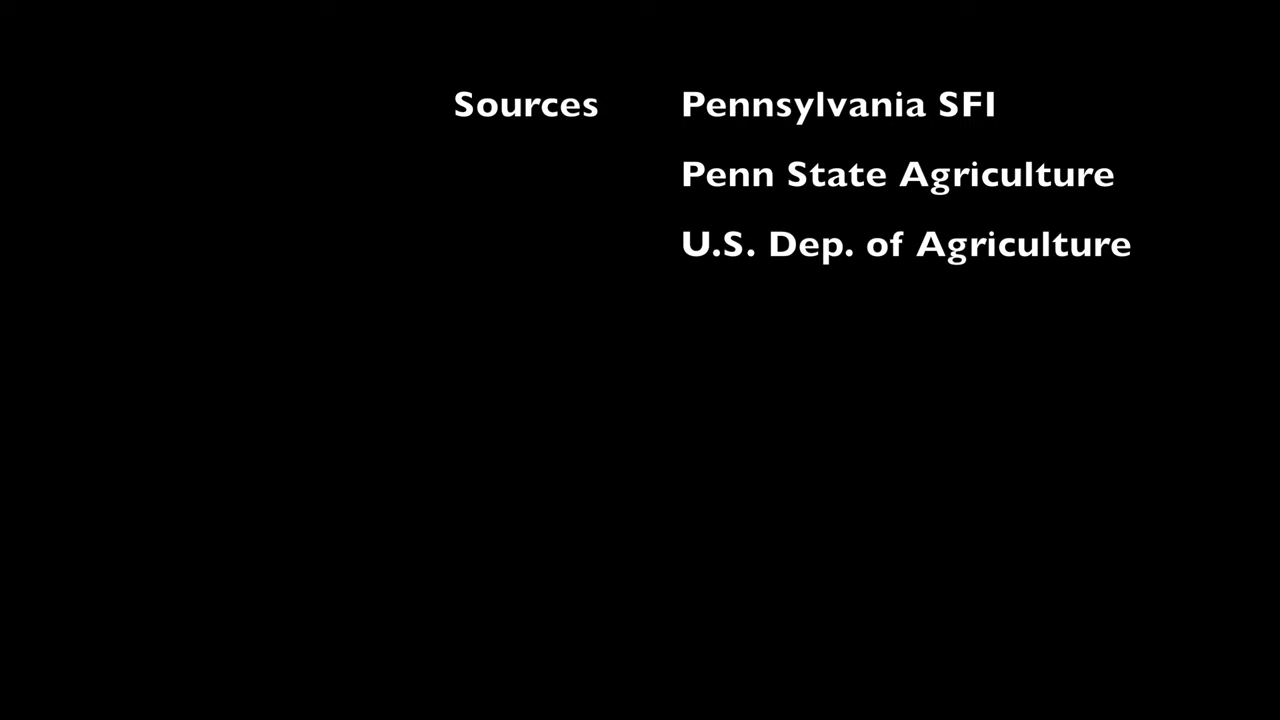 Sources Pennsylvania SFI
Penn State Agriculture
U.S. Dep. of Agriculture